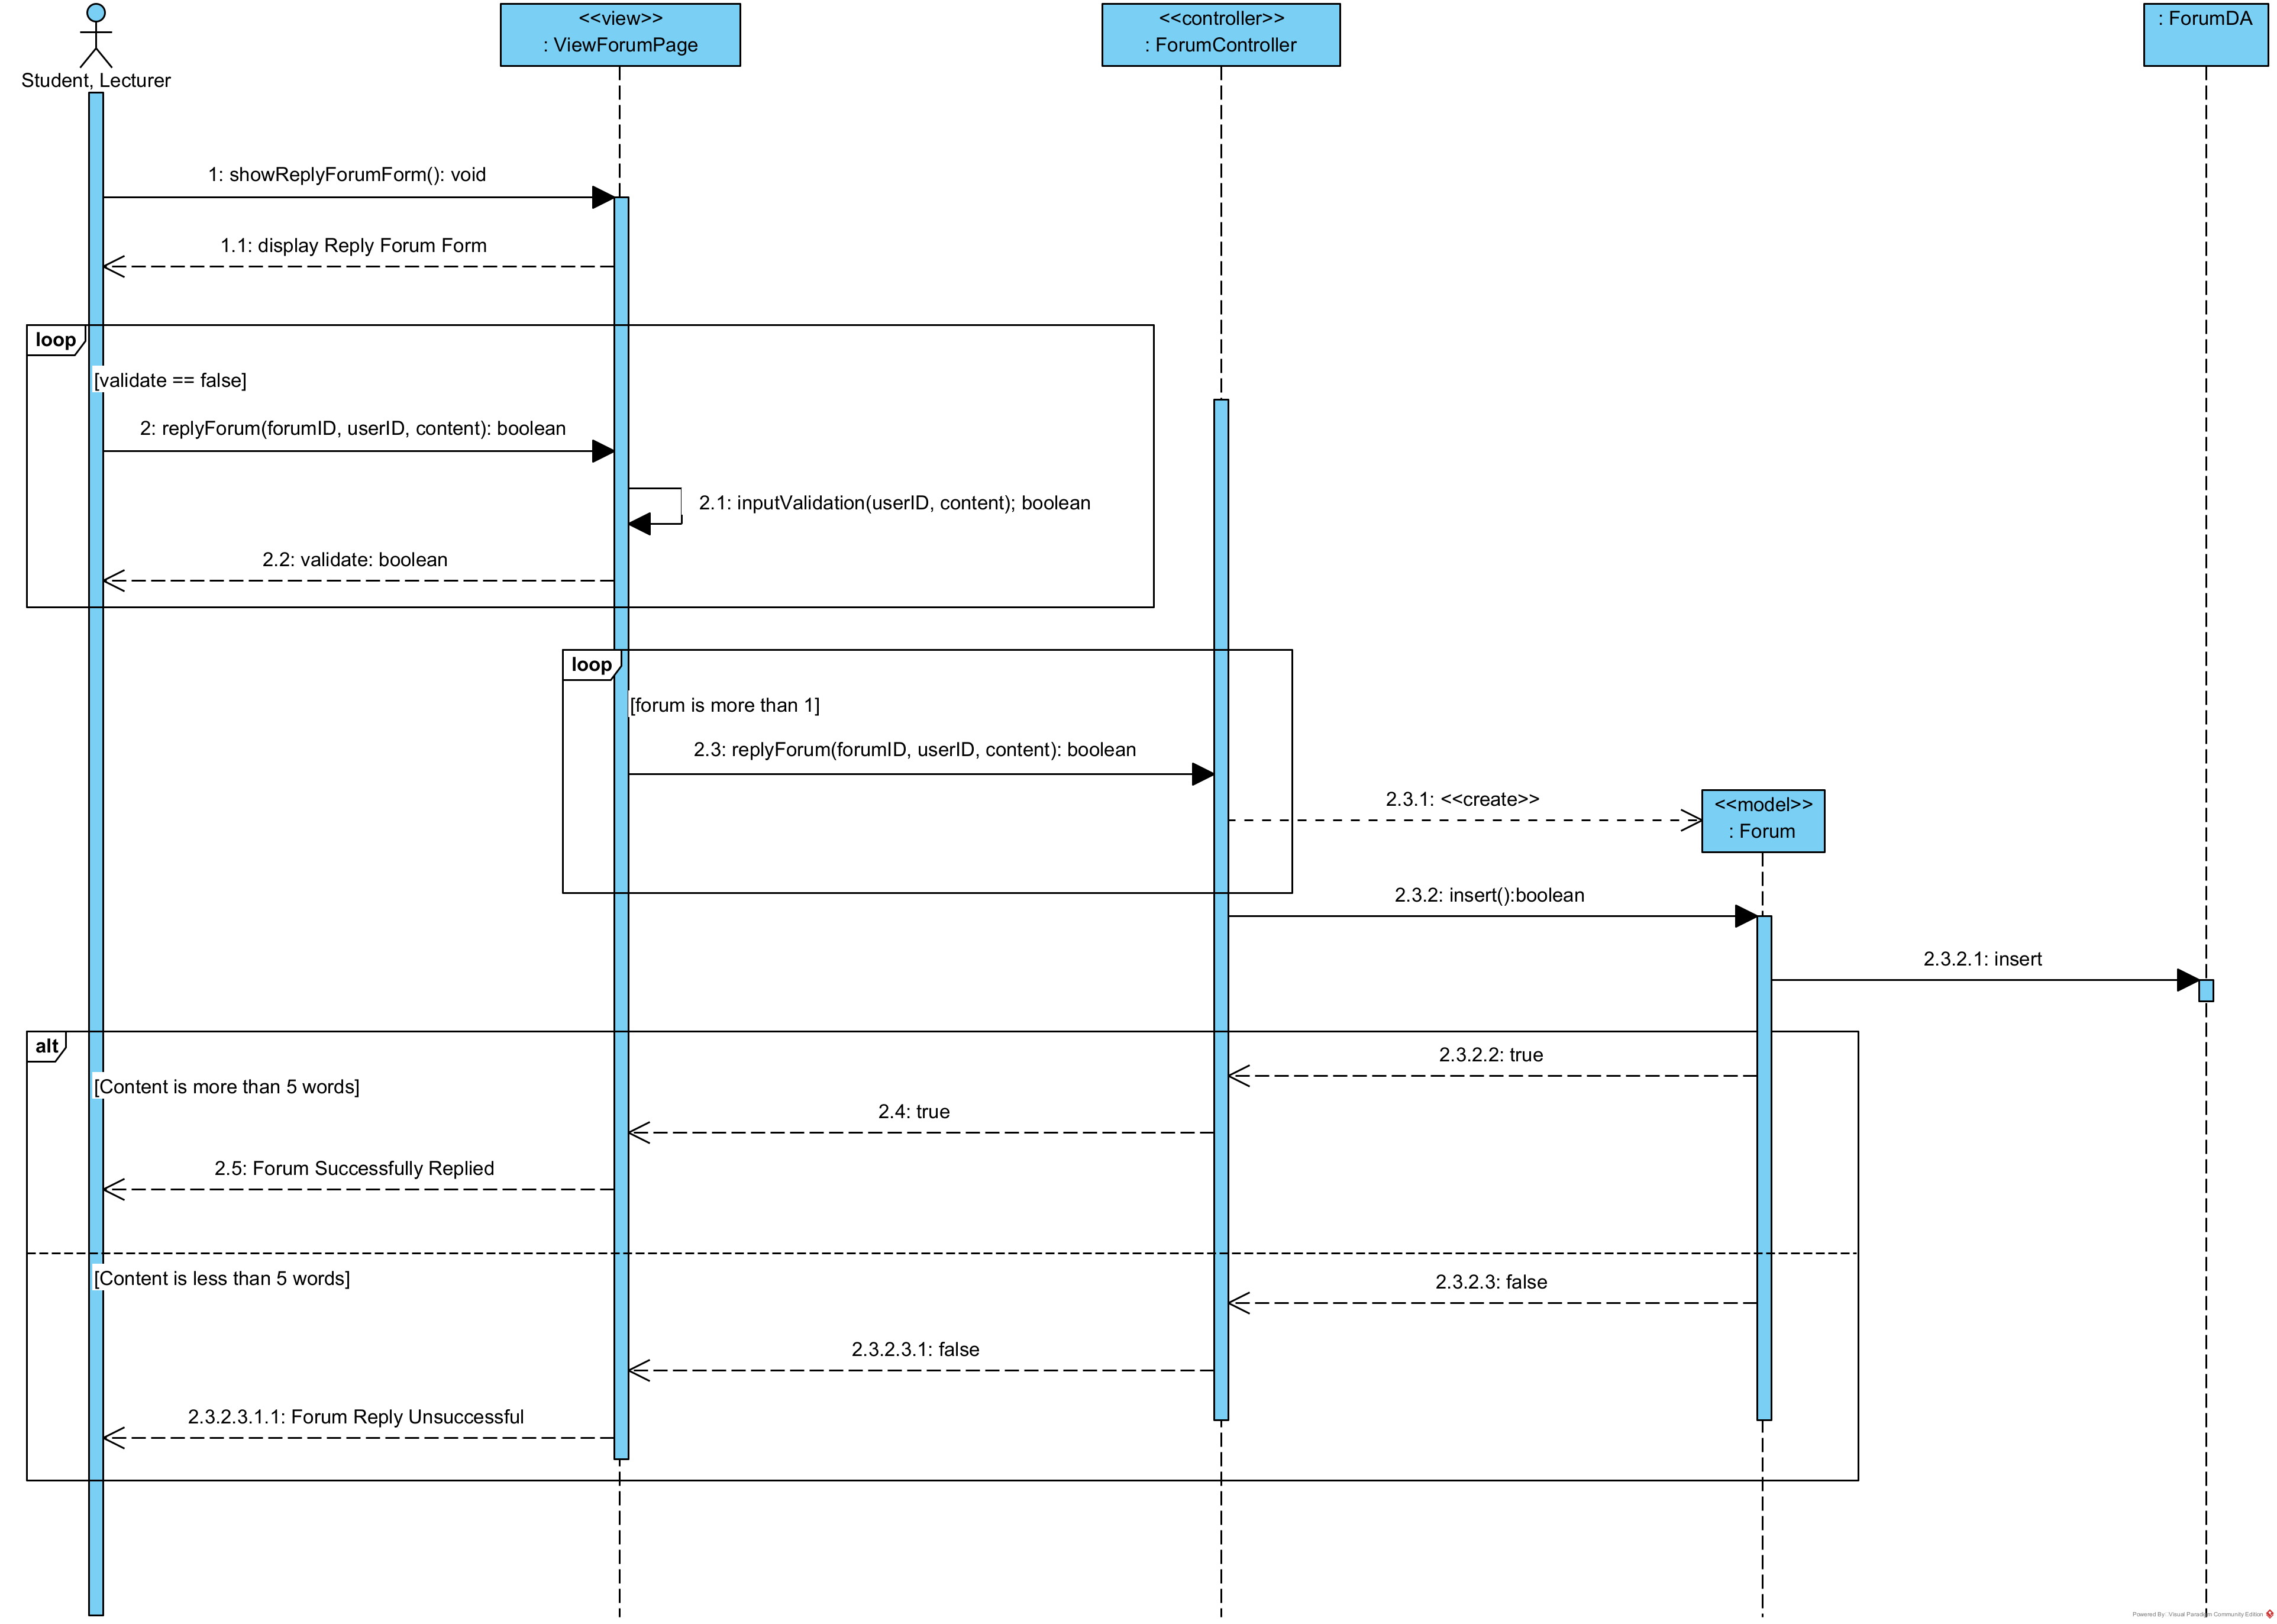 <<view>>
: ViewForumPage
<<controller>>
: ForumController
: ForumDA
Student, Lecturer
1: showReplyForumForm(): void
1.1: display Reply Forum Form
loop
[validate == false]
2: replyForum(forumID, userID, content): boolean
2.1: inputValidation(userID, content); boolean
2.2: validate: boolean
loop
[forum is more than 1]
2.3: replyForum(forumID, userID, content): boolean
2.3.1: <<create>>
<<model>>
: Forum
2.3.2: insert():boolean
2.3.2.1: insert
alt
[Content is more than 5 words]
2.3.2.2: true
2.4: true
2.5: Forum Successfully Replied
[Content is less than 5 words]
2.3.2.3: false
2.3.2.3.1: false
2.3.2.3.1.1: Forum Reply Unsuccessful
Powered By: Visual Paradigm Community Edition